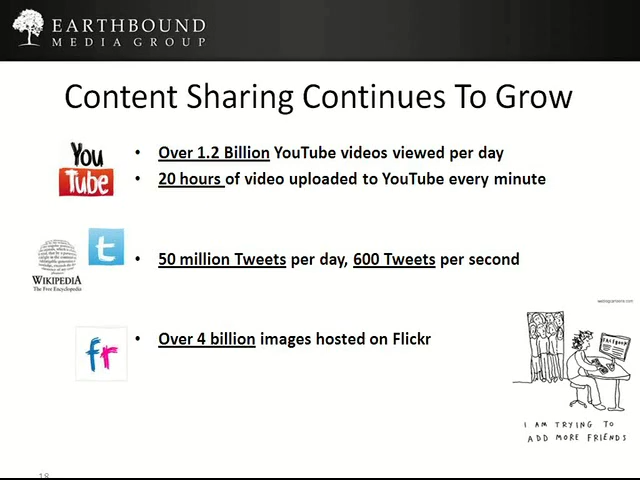 EARTHBOUND
MEDIA GROUP
Content Sharing Continues To Grow
You
Tube
• Over 1.2 Billion YouTube videos viewed per day
• 20 hours of video uploaded to YouTube every minute
t
WIKIPEDIA
The Free Encyclopedia
• 50 million Tweets per day, 600 Tweets per second
fr
• Over 4 billion images hosted on Flickr
FACEBOOK
I AM TRYING TO
ADD MORE FRIENDS
18